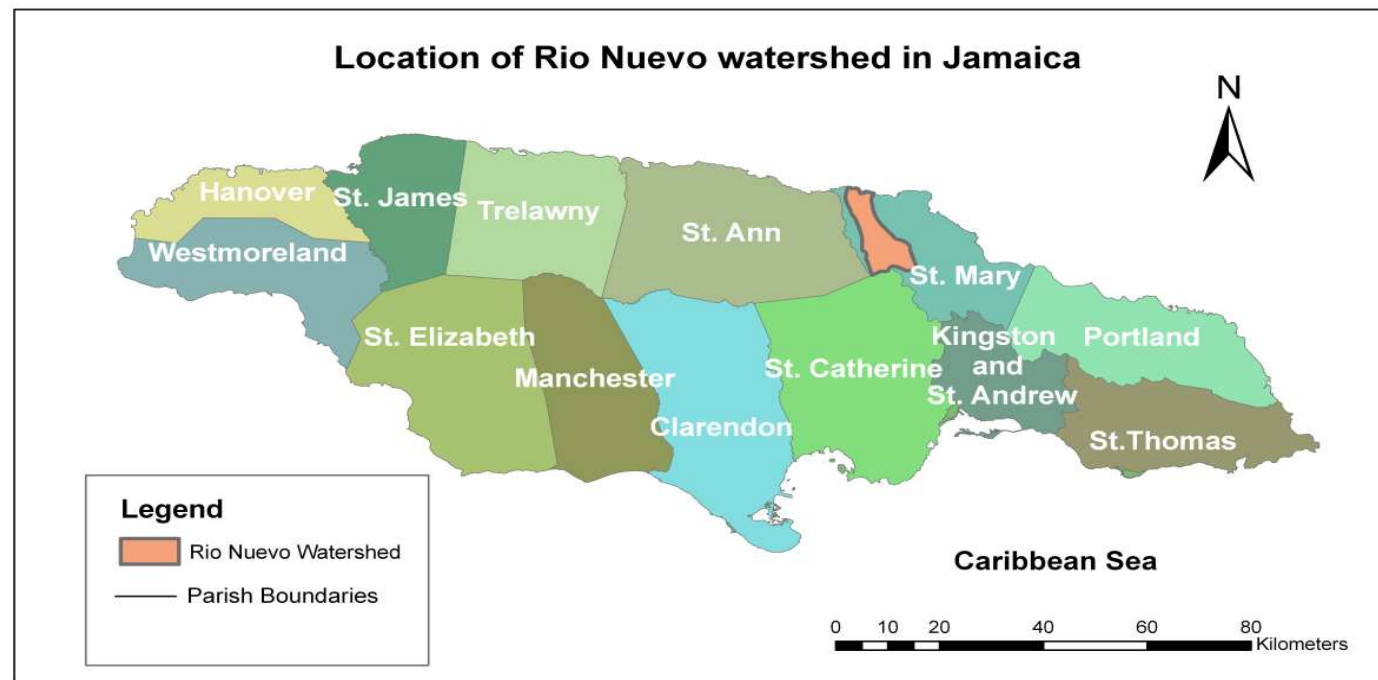 Location of Rio Nuevo watershed in Jamaica
N
Hanover
St. James
Trelawny
St. Ann
Westmoreland
St. Mary
St. Elizabeth
Manchester
Clarendon
St. Catherine
Kingston
and
St. Andrew
Portland
St.Thomas
Legend
Rio Nuevo Watershed
Parish Boundaries
Caribbean Sea
0 10 20 40 60 80
Kilometers